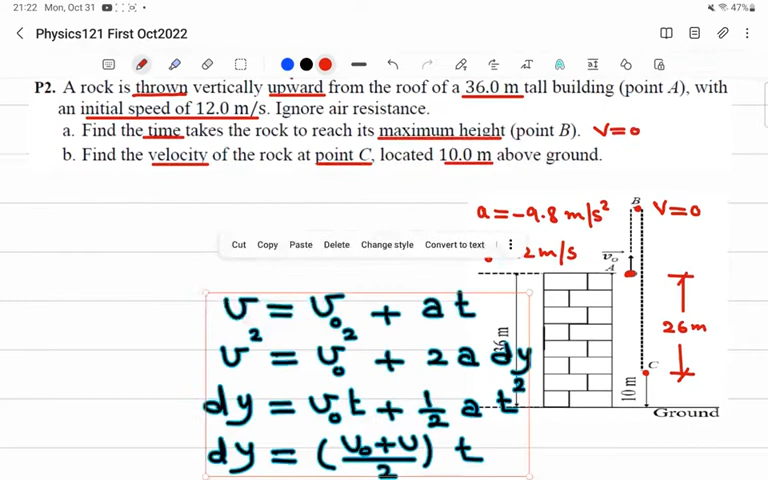 21:22 Mon, Oct 31
47%
Physics121 First Oct2022
P2. A rock is thrown vertically upward from the roof of a 36.0 m tall building (point A), with
an initial speed of 12.0 m/s. Ignore air resistance.
a. Find the time takes the rock to reach its maximum height (point B). v=0
b. Find the velocity of the rock at point C, located 10.0 m above ground.
a=-9.8 m/s² B v=0
Cut Copy Paste Delete Change style Convert to text
2m/s v₀
A
v = v₀ + at
v² = v₀² + 2a dy
dy = v₀t + ½ a t²
dy = (v₀+v/2) t
26m
C
10 m
Ground